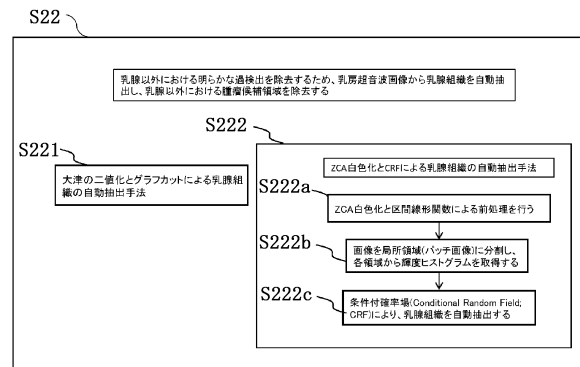 S22
乳腺以外における明らかな過検出を除去するため、乳房超音波画像から乳腺組織を自動抽
出し、乳腺以外における腫瘤候補領域を除去する
S221
大津の二値化とグラフカットによる乳腺組
織の自動抽出手法
S222
ZCA白色化とCRFによる乳腺組織の自動抽出手法
S222a
ZCA白色化と区間線形関数による前処理を行う
S222b
画像を局所領域(パッチ画像)に分割し、
各領域から輝度ヒストグラムを取得する
S222c
条件付確率場(Conditional Random Field;
CRF)により、乳腺組織を自動抽出する